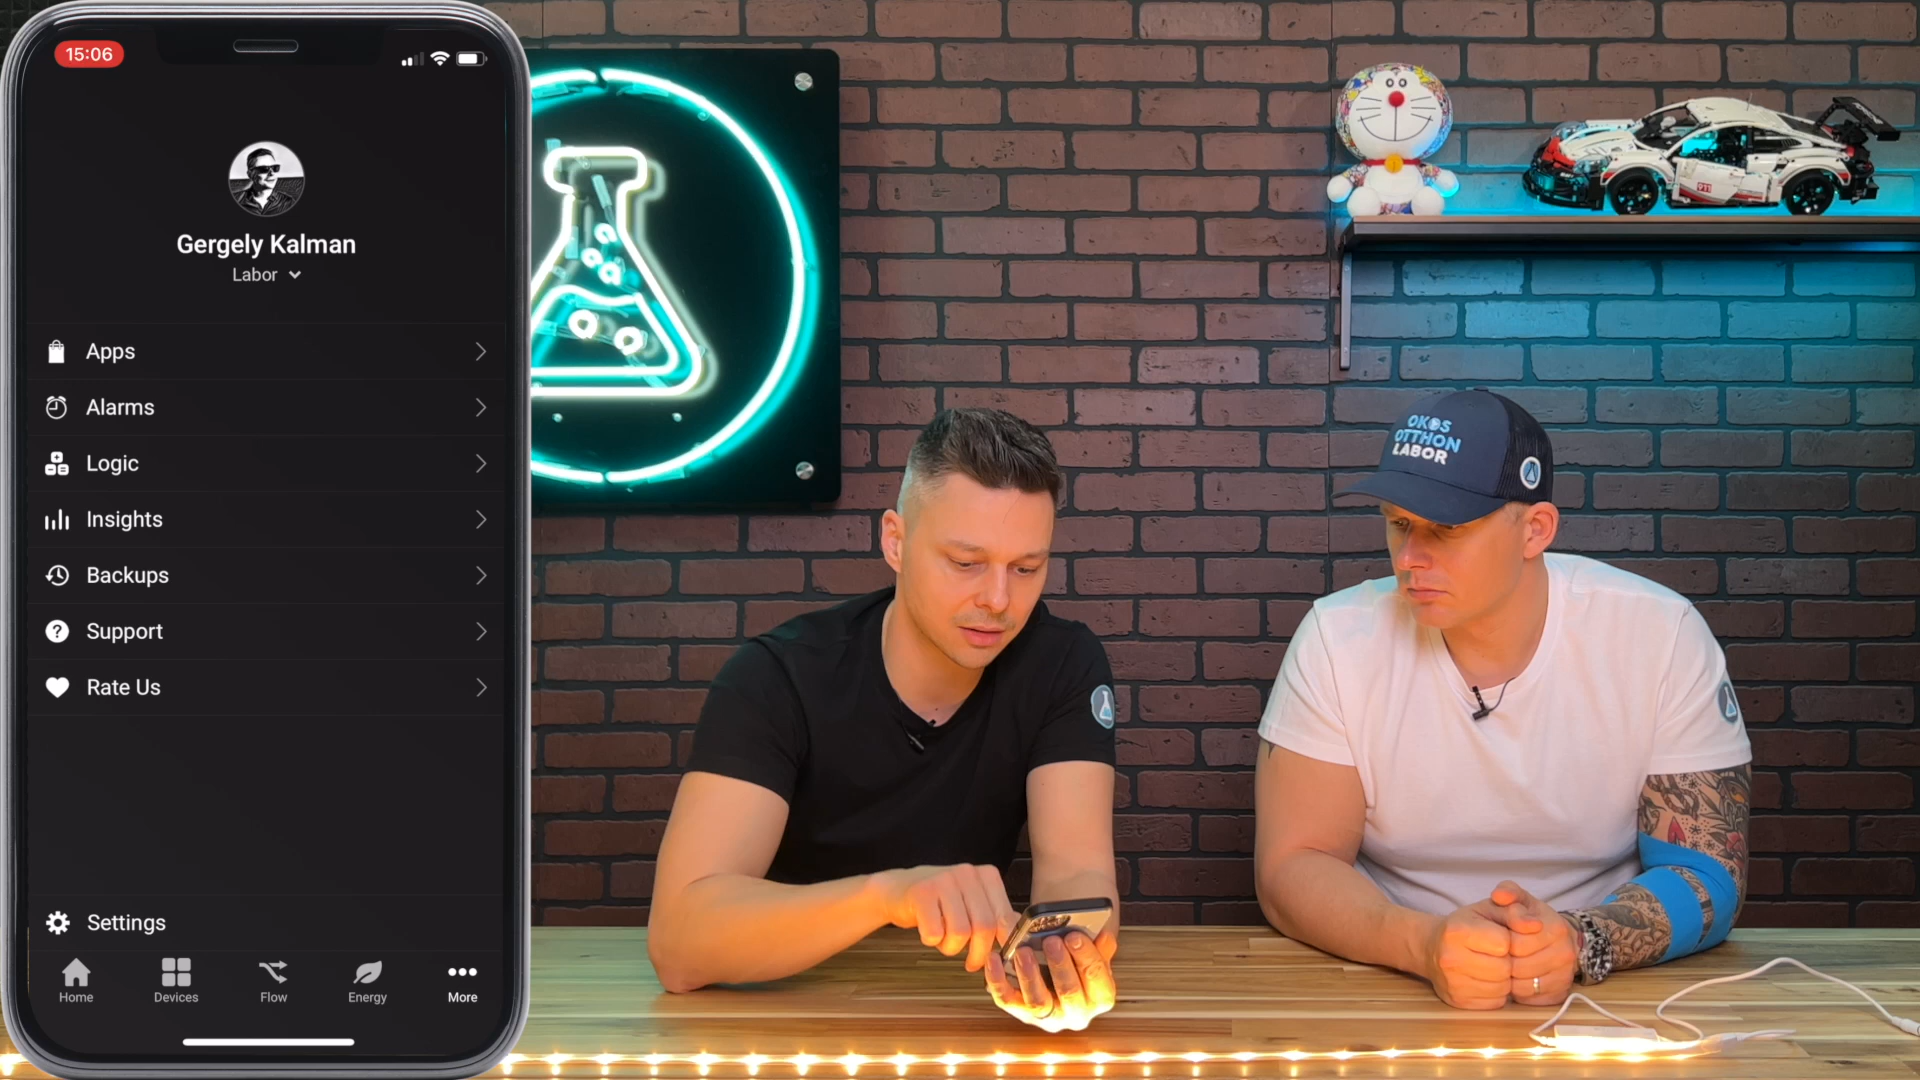 15:06
Gergely Kalman
Labor
Apps
Alarms
Logic
Insights
Backups
Support
Rate Us
Settings
Home
Devices
Flow
Energy
More
OKOS
OTTHON
LABOR
911